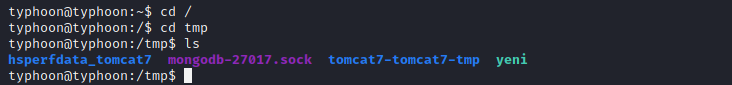 typhoon@typhoon:~$ cd /
typhoon@typhoon:/$ cd tmp
typhoon@typhoon:/tmp$ ls
hsperfdata_tomcat7  mongodb-27017.sock  tomcat7-tomcat7-tmp  yeni
typhoon@typhoon:/tmp$